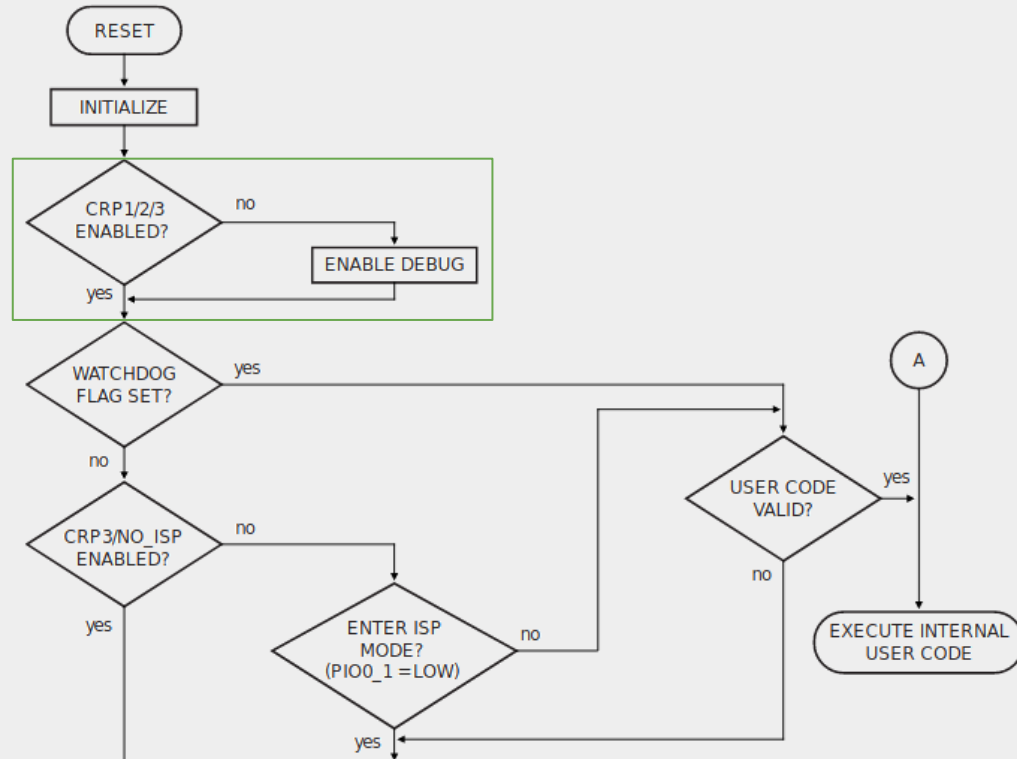 RESET
INITIALIZE
CRP1/2/3
ENABLED?
no
ENABLE DEBUG
yes
WATCHDOG
FLAG SET?
yes
A
no
USER CODE
VALID?
yes
CRP3/NO_ISP
ENABLED?
no
no
yes
ENTER ISP
MODE?
(PIO0_1 =LOW)
no
EXECUTE INTERNAL
USER CODE
yes